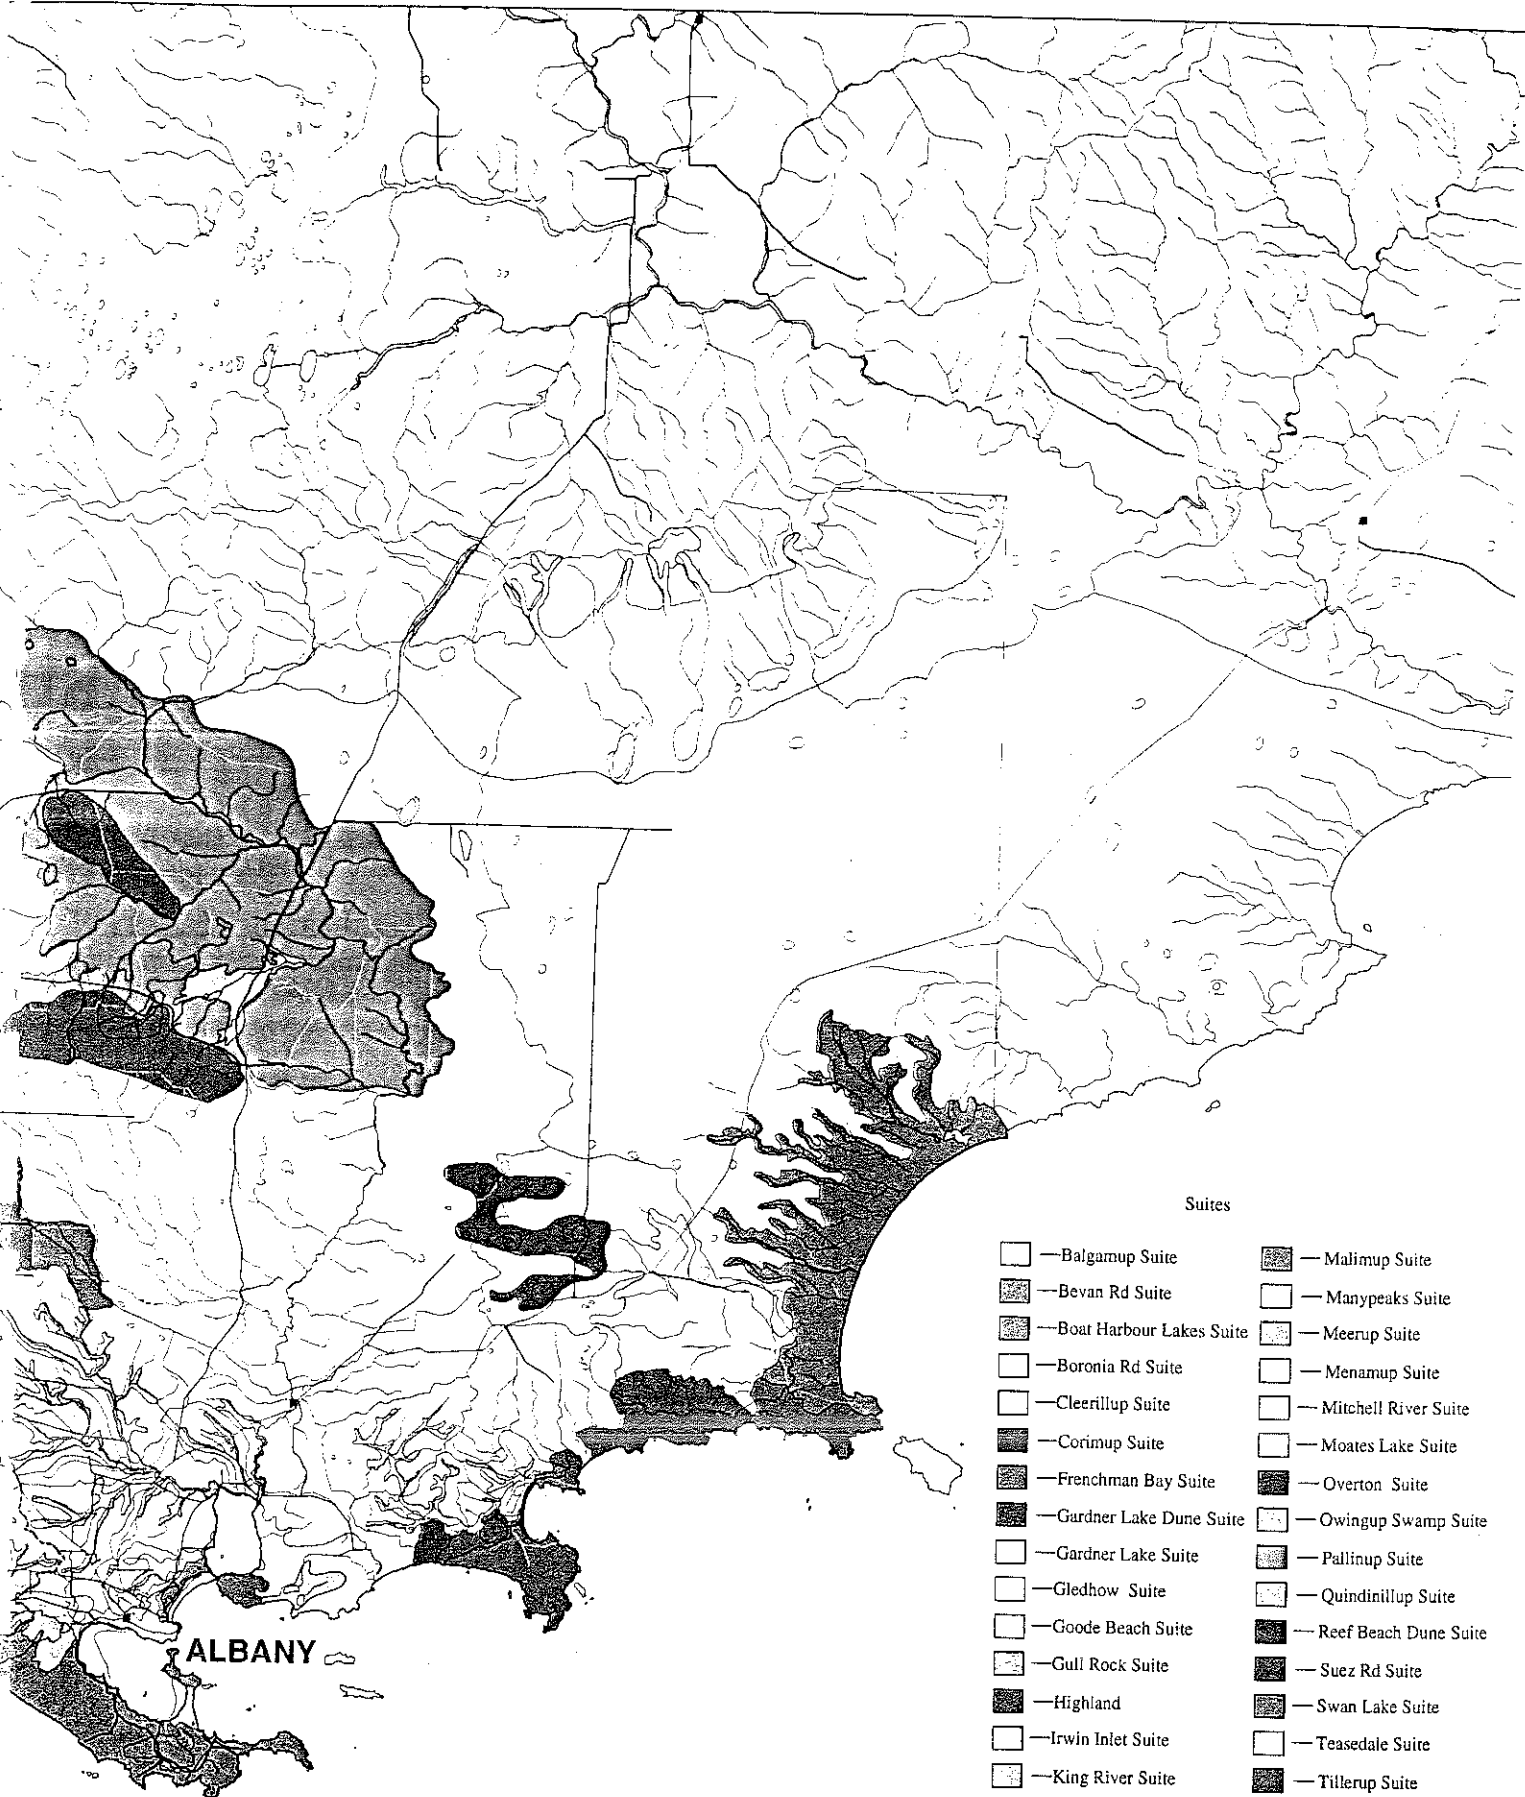 ALBANY
Suites
—Balgamup Suite
—Bevan Rd Suite
—Boat Harbour Lakes Suite
—Boronia Rd Suite
—Cleerillup Suite
—Corimup Suite
—Frenchman Bay Suite
—Gardner Lake Dune Suite
—Gardner Lake Suite
—Gledhow Suite
—Goode Beach Suite
—Gull Rock Suite
—Highland
—Irwin Inlet Suite
—King River Suite
— Malimup Suite
— Manypeaks Suite
— Meerup Suite
— Menamup Suite
— Mitchell River Suite
— Moates Lake Suite
— Overton Suite
— Owingup Swamp Suite
— Pallinup Suite
— Quindinillup Suite
— Reef Beach Dune Suite
— Suez Rd Suite
— Swan Lake Suite
— Teasedale Suite
— Tillerup Suite